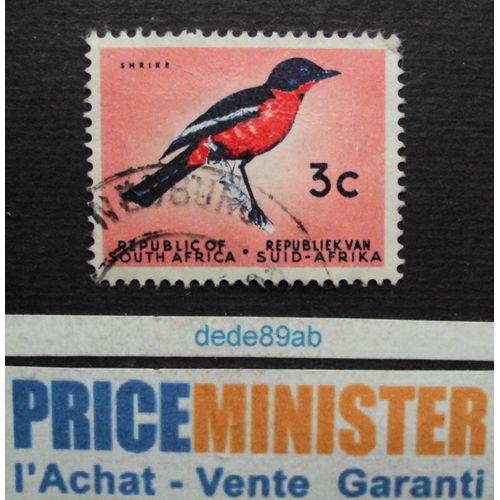 SHRIKE
3c
REPUBLIC OF REPUBLIEK VAN
SOUTH AFRICA • SUID-AFRIKA
dede89ab
PRICEMINISTER
l'Achat - Vente Garanti